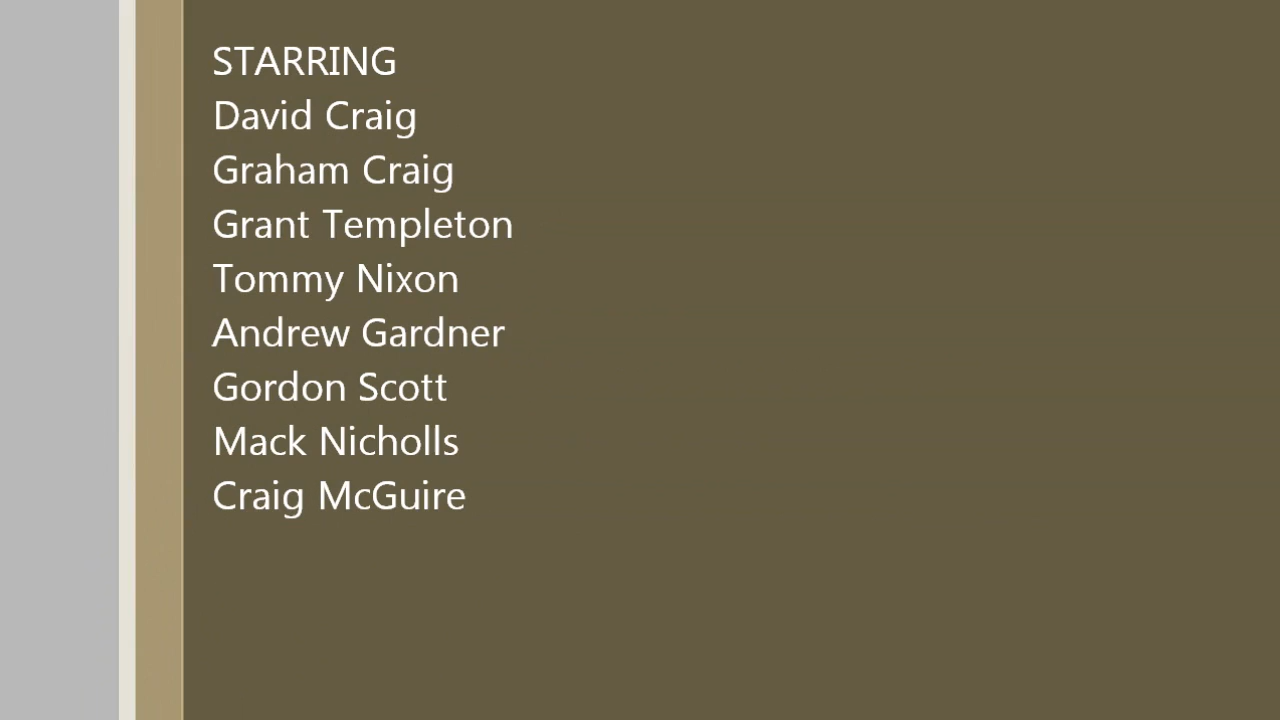 STARRING
David Craig
Graham Craig
Grant Templeton
Tommy Nixon
Andrew Gardner
Gordon Scott
Mack Nicholls
Craig McGuire